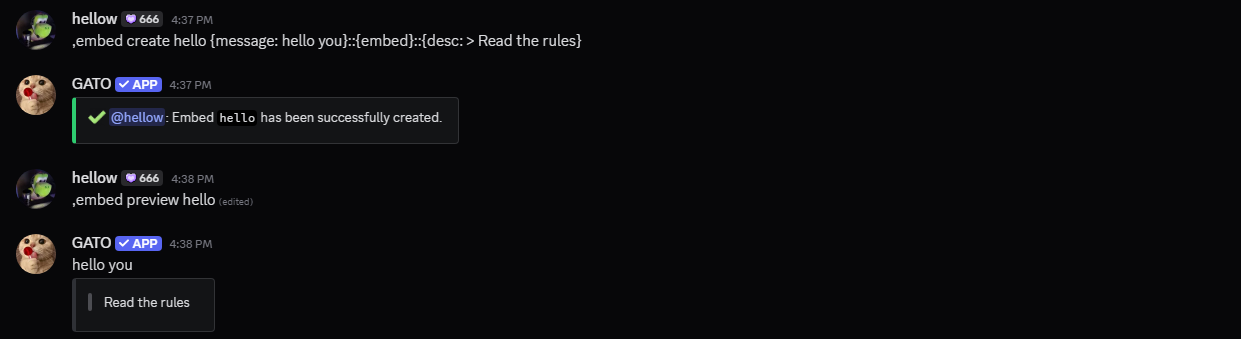 hellow 666 4:37 PM
,embed create hello {message: hello you}::{embed}::{desc: > Read the rules}
GATO APP 4:37 PM
@hellow: Embed hello has been successfully created.
hellow 666 4:38 PM
,embed preview hello (edited)
GATO APP 4:38 PM
hello you
Read the rules